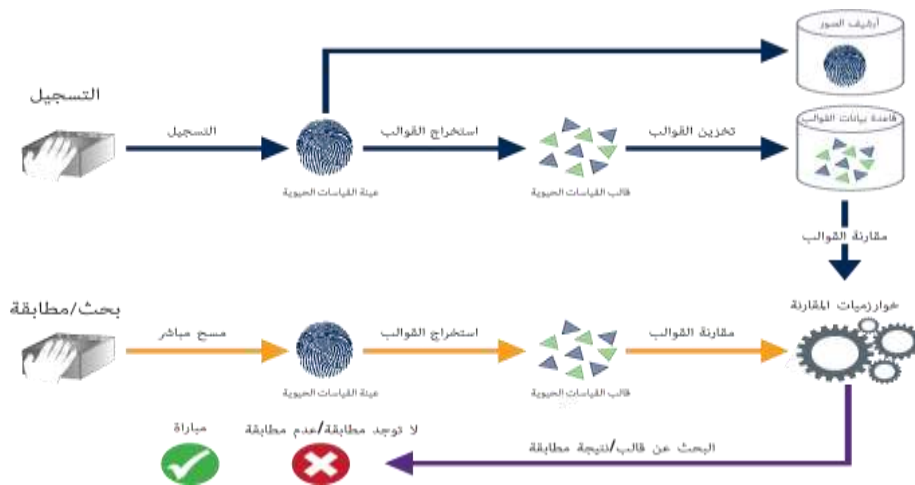 أرشيف الصور
التسجيل
التسجيل
استخراج القوالب
تخزين القوالب
قاعدة بيانات القوالب
عينة القياسات الحيوية
قالب القياسات الحيوية
مقارنة القوالب
بحث/مطابقة
مسح مباشر
استخراج القوالب
مقارنة القوالب
خوارزميات المقارنة
عينة القياسات الحيوية
قالب القياسات الحيوية
مباراة
لا توجد مطابقة/عدم مطابقة
البحث عن قالب/نتيجة مطابقة